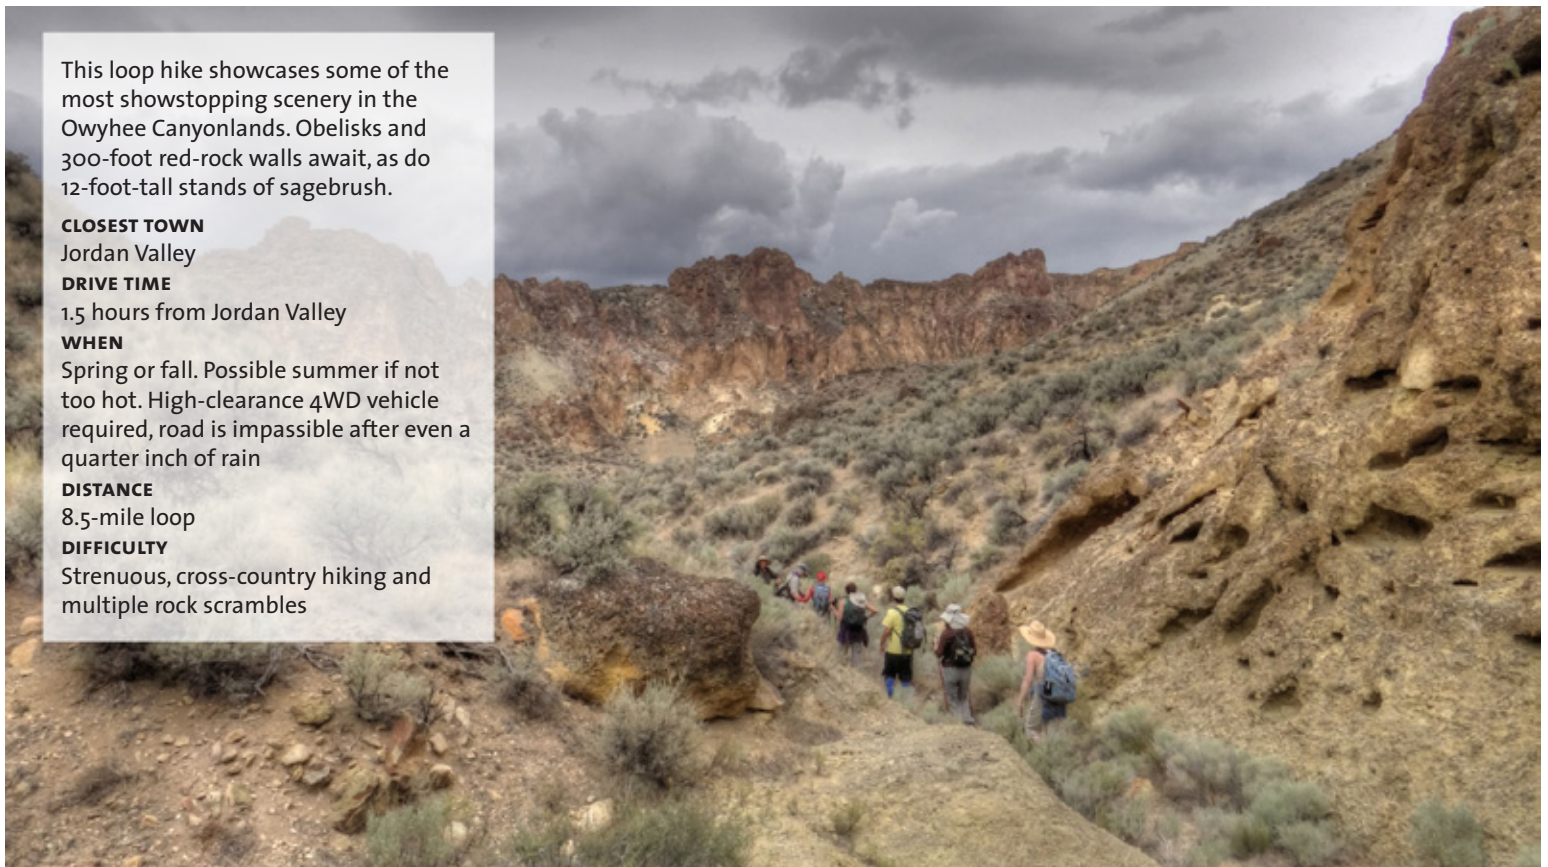 This loop hike showcases some of the
most showstopping scenery in the
Owyhee Canyonlands. Obelisks and
300-foot red-rock walls await, as do
12-foot-tall stands of sagebrush.
CLOSEST TOWN
Jordan Valley
DRIVE TIME
1.5 hours from Jordan Valley
WHEN
Spring or fall. Possible summer if not
too hot. High-clearance 4WD vehicle
required, road is impassible after even a
quarter inch of rain
DISTANCE
8.5-mile loop
DIFFICULTY
Strenuous, cross-country hiking and
multiple rock scrambles